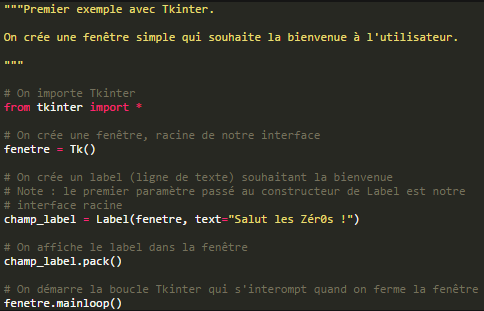 """Premier exemple avec Tkinter.
On crée une fenêtre simple qui souhaite la bienvenue à l'utilisateur.
"""
# On importe Tkinter
from tkinter import *
# On crée une fenêtre, racine de notre interface
fenetre = Tk()
# On crée un label (ligne de texte) souhaitant la bienvenue
# Note : le premier paramètre passé au constructeur de Label est notre
# interface racine
champ_label = Label(fenetre, text="Salut les Zér0s !")
# On affiche le label dans la fenêtre
champ_label.pack()
# On démarre la boucle Tkinter qui s'interompt quand on ferme la fenêtre
fenetre.mainloop()